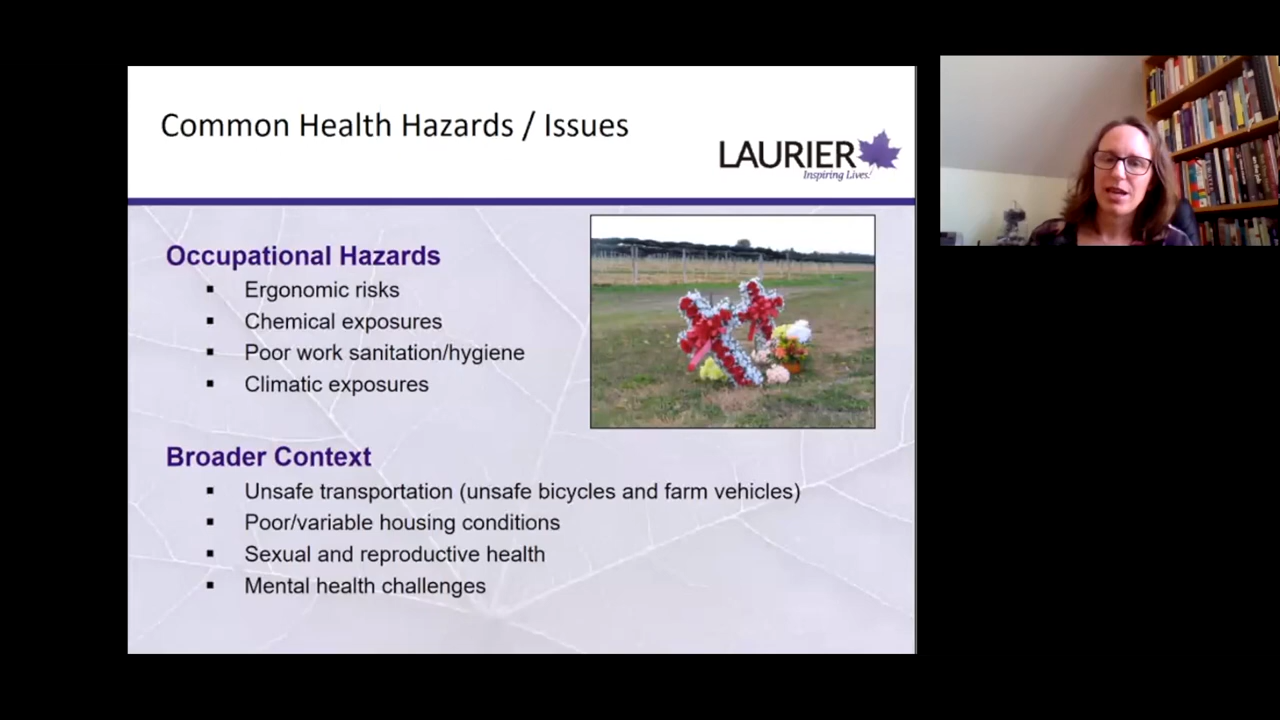 Common Health Hazards / Issues
LAURIER
Inspiring Lives.
Occupational Hazards
▪ Ergonomic risks
▪ Chemical exposures
▪ Poor work sanitation/hygiene
▪ Climatic exposures
Broader Context
▪ Unsafe transportation (unsafe bicycles and farm vehicles)
▪ Poor/variable housing conditions
▪ Sexual and reproductive health
▪ Mental health challenges